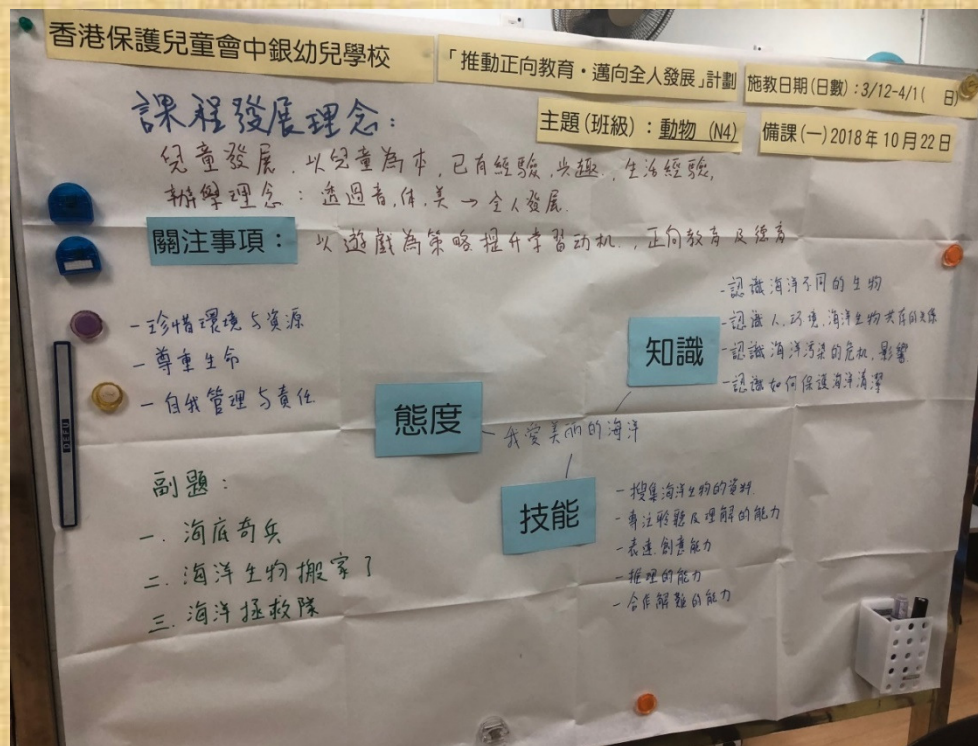 香港保護兒童會中銀幼兒學校
「推動正向教育・邁向全人發展」計劃
施教日期(日數):3/12-4/1( 日)
主題(班級):動物 (N4)
備課(一)2018年10月22日
課程發展理念:
兒童發展,以兒童為本,已有經驗,興趣,生活經驗,
辦學理念:透過音,体,美→全人發展.
關注事項:
以遊戲為策略提升学習动机,正向教育及德育
-珍惜環境与資源
-尊重生命
-自我管理与責任
知識
-認識海洋不同的生物
-認識人,环境,海洋生物共存的关係
-認識海洋污染的危机,影響
-認識如何保護海洋清潔
態度
我愛美丽的海洋
技能
-搜集海洋生物的資料
-專注聆聽及理解的能力
-表達,創意能力
-推理的能力
-合作解難的能力
副題:
一.海底奇兵
二.海洋生物搬家了
三.海洋拯救隊